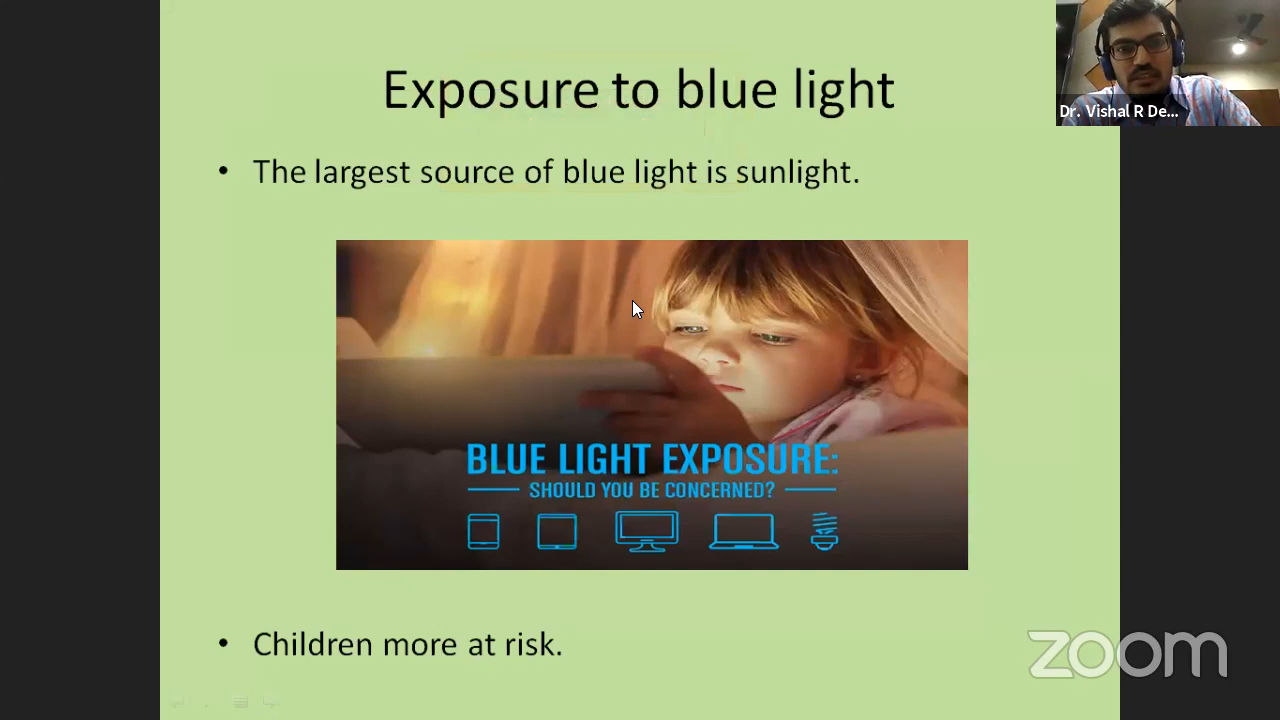 Exposure to blue light
Dr. Vishal R De...
• The largest source of blue light is sunlight.
BLUE LIGHT EXPOSURE:
SHOULD YOU BE CONCERNED?
• Children more at risk.
zoom